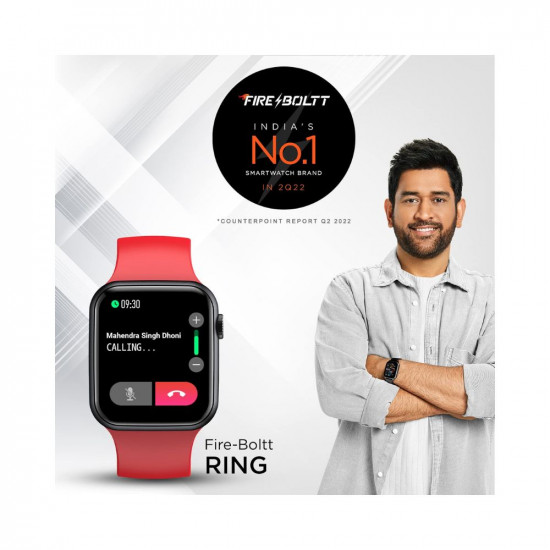 FIRE-BOLTT
INDIA'S
No.1
SMARTWATCH BRAND
IN 2Q22
*COUNTERPOINT REPORT Q2 2022
09:30
Mahendra Singh Dhoni
CALLING...
Fire-Boltt
RING